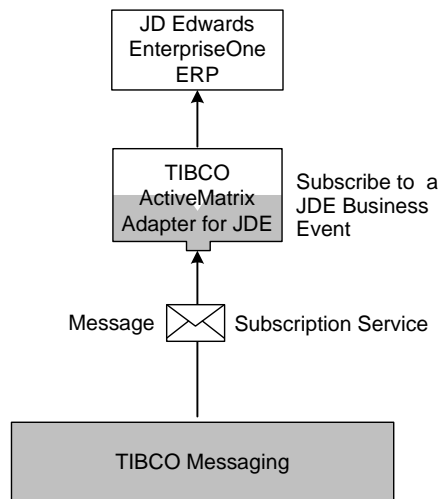 JD Edwards
EnterpriseOne
ERP
TIBCO
ActiveMatrix
Adapter for JDE
Subscribe to a
JDE Business
Event
Message
Subscription Service
TIBCO Messaging